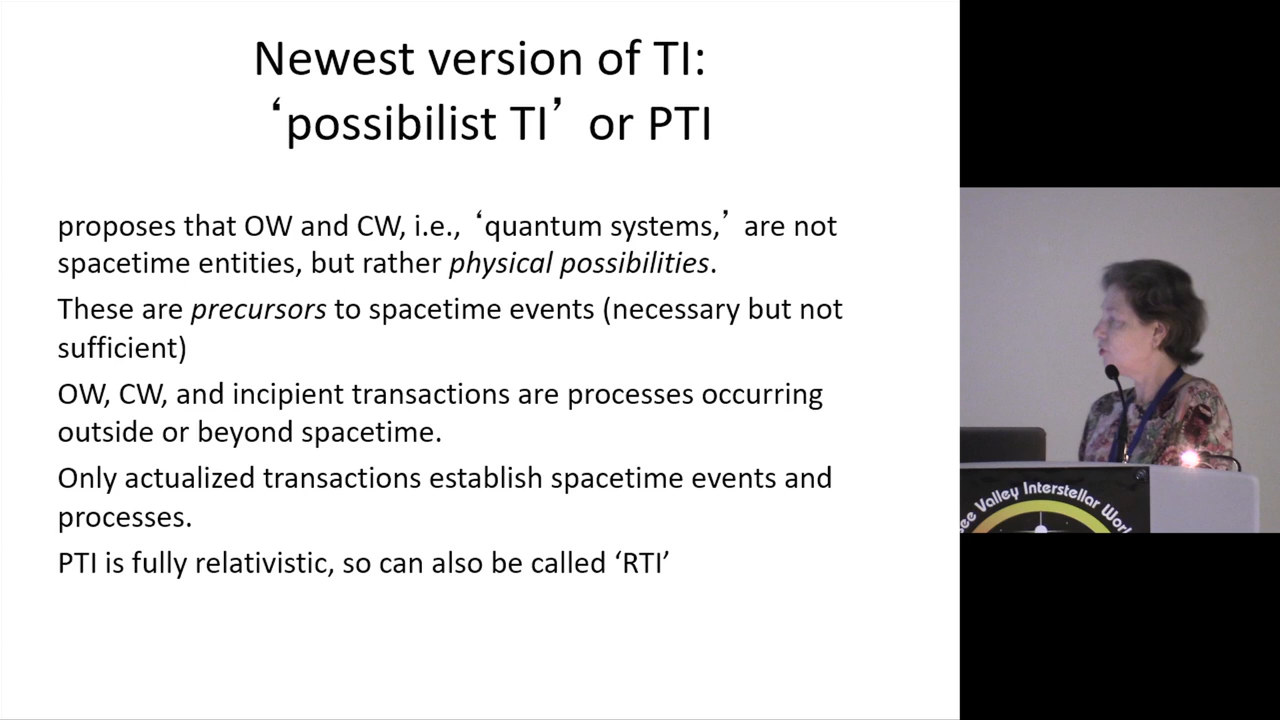 Newest version of TI:
‘possibilist TI’ or PTI
proposes that OW and CW, i.e., ‘quantum systems,’ are not
spacetime entities, but rather physical possibilities.
These are precursors to spacetime events (necessary but not
sufficient)
OW, CW, and incipient transactions are processes occurring
outside or beyond spacetime.
Only actualized transactions establish spacetime events and
processes.
PTI is fully relativistic, so can also be called ‘RTI’
Valley Interstellar